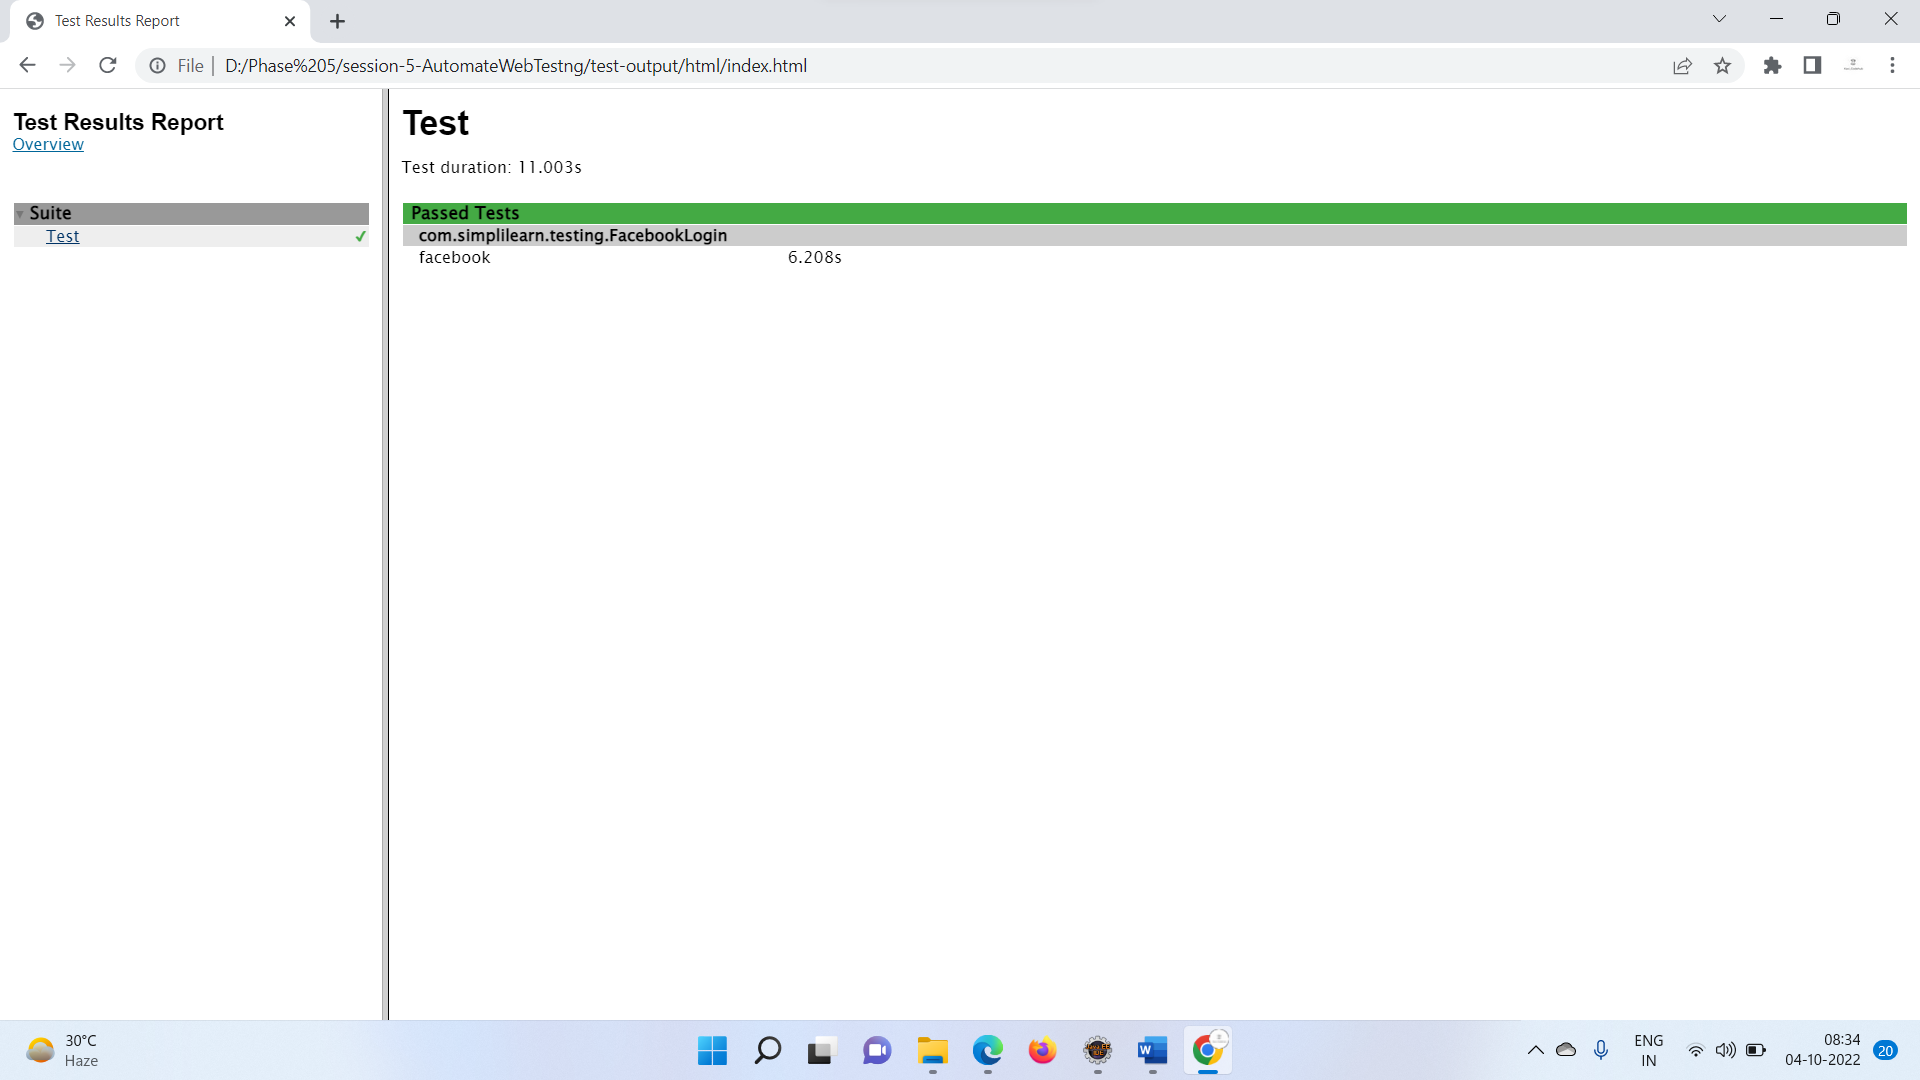 Test Results Report
File
D:/Phase%205/session-5-AutomateWebTestng/test-output/html/index.html
Test Results Report
Overview
Suite
Test
Test
Test duration: 11.003s
Passed Tests
com.simplilearn.testing.FacebookLogin
facebook 6.208s
30°C
Haze
W
ENG
IN
08:34
04-10-2022
20